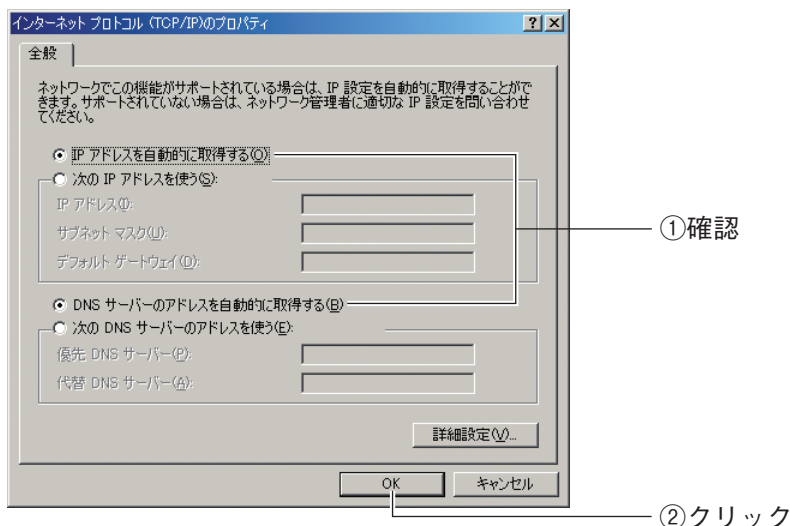 インターネット プロトコル (TCP/IP)のプロパティ
全般
ネットワークでこの機能がサポートされている場合は、IP 設定を自動的に取得することがで
きます。サポートされていない場合は、ネットワーク管理者に適切な IP 設定を問い合わせ
てください。
IP アドレスを自動的に取得する(O)
次の IP アドレスを使う(S):
IP アドレス(I):
サブネット マスク(U):
デフォルト ゲートウェイ(D):
①確認
DNS サーバーのアドレスを自動的に取得する(B)
次の DNS サーバーのアドレスを使う(E):
優先 DNS サーバー(P):
代替 DNS サーバー(A):
詳細設定(V)...
OK
キャンセル
②クリック